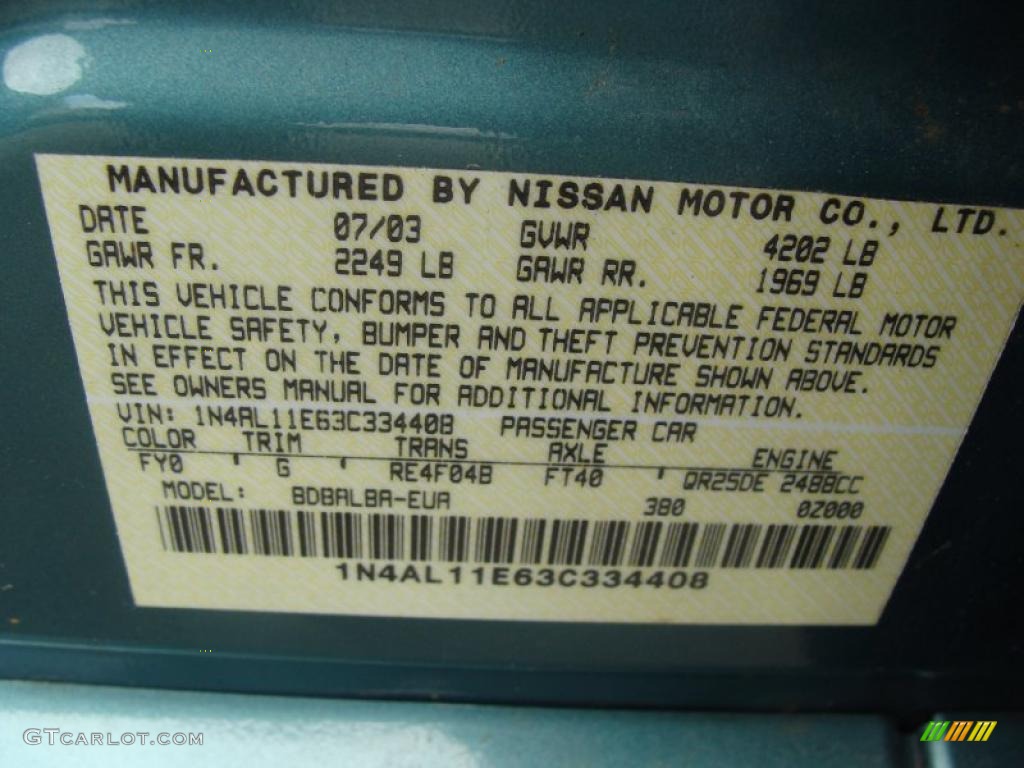 MANUFACTURED BY NISSAN MOTOR CO., LTD.
DATE 07/03 GVWR 4202 LB
GAWR FR. 2249 LB GAWR RR. 1969 LB
THIS VEHICLE CONFORMS TO ALL APPLICABLE FEDERAL MOTOR
VEHICLE SAFETY, BUMPER AND THEFT PREVENTION STANDARDS
IN EFFECT ON THE DATE OF MANUFACTURE SHOWN ABOVE.
SEE OWNERS MANUAL FOR ADDITIONAL INFORMATION.
VIN: 1N4AL11E63C334408 PASSENGER CAR
COLOR TRIM TRANS AXLE ENGINE
FY0 ' G ' RE4F04B FT40 QR25DE 2488CC
MODEL: BDBALBA-EUA 380 0Z000
1N4AL11E63C334408
GTCARLOT.COM